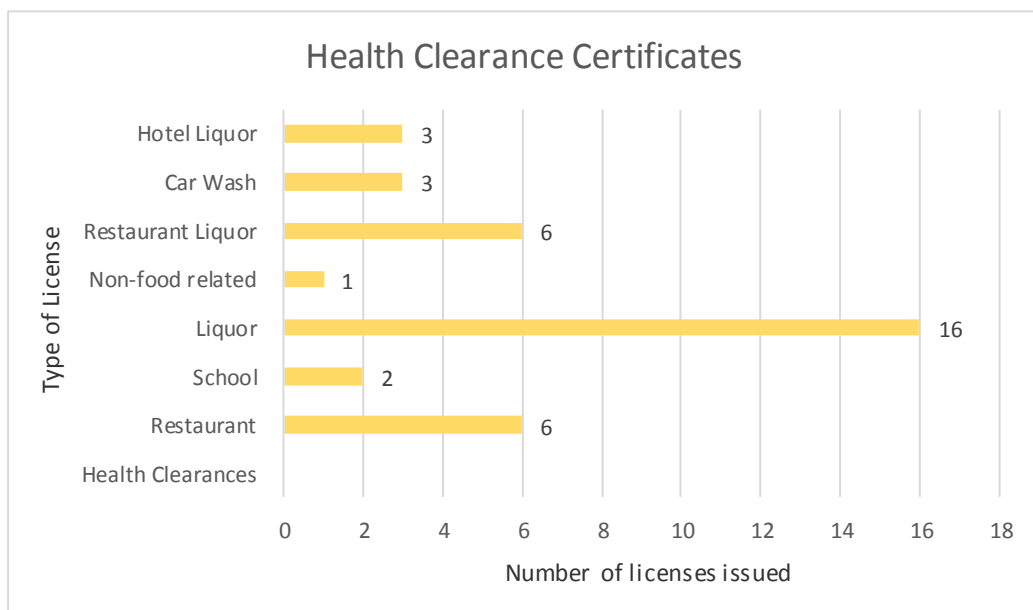 Health Clearance Certificates
Type of License
Hotel Liquor 3
Car Wash 3
Restaurant Liquor 6
Non-food related 1
Liquor 16
School 2
Restaurant 6
Health Clearances
0 2 4 6 8 10 12 14 16 18
Number of licenses issued